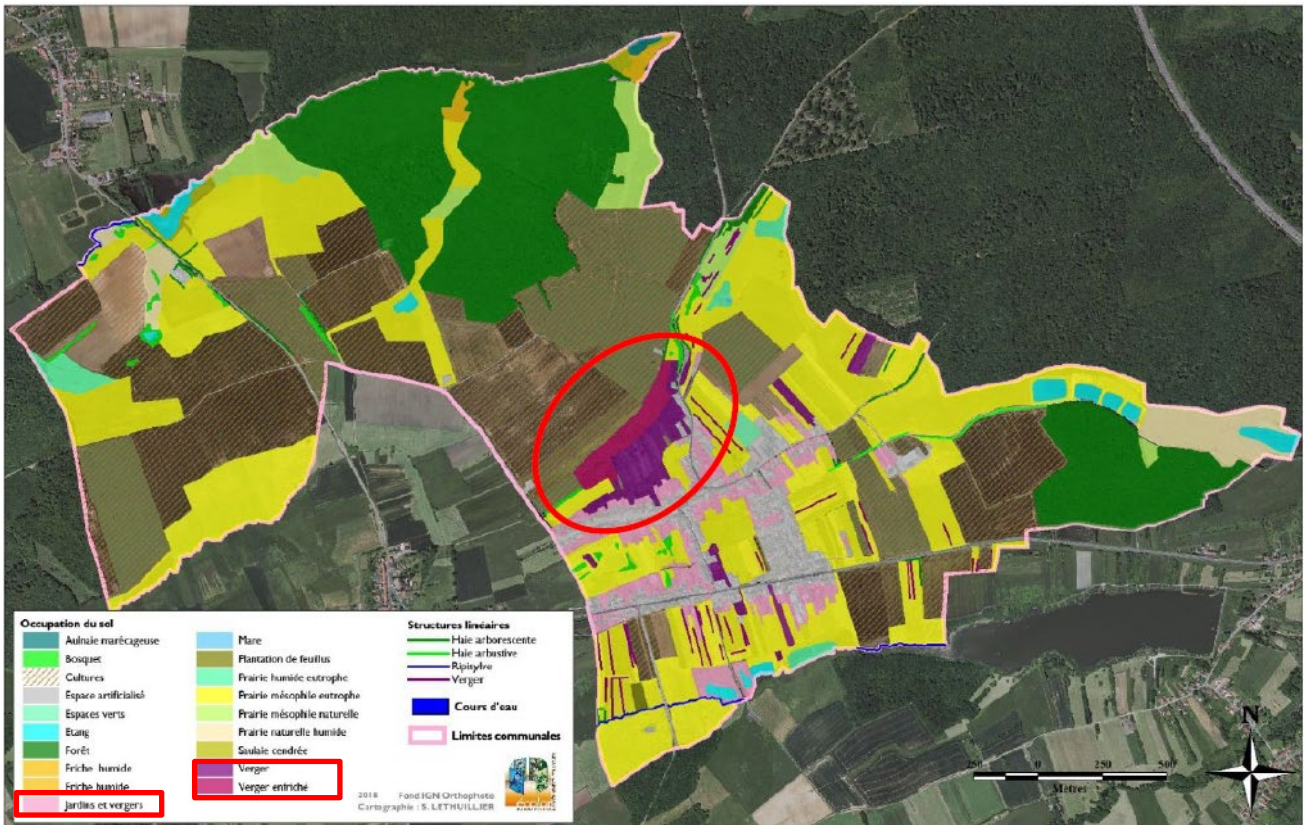 Occupation du sol
Aulnaie marécageuse
Bosquet
Cultures
Espace artificialisé
Espaces verts
Etang
Forêt
Friche humide
Friche humide
Jardins et vergers
Mare
Plantation de feuillus
Prairie humide eutrophe
Prairie mésophile eutrophe
Prairie mésophile naturelle
Prairie naturelle humide
Saulaie cendrée
Verger
Verger enfriché
Structures linéaires
Haie arborescente
Haie arbustive
Ripisylve
Verger
Cours d'eau
Limites communales
2018 Fond IGN Orthophoto
Cartographie : S. LETHUILLIER
250 0 250 500
Mètres
N